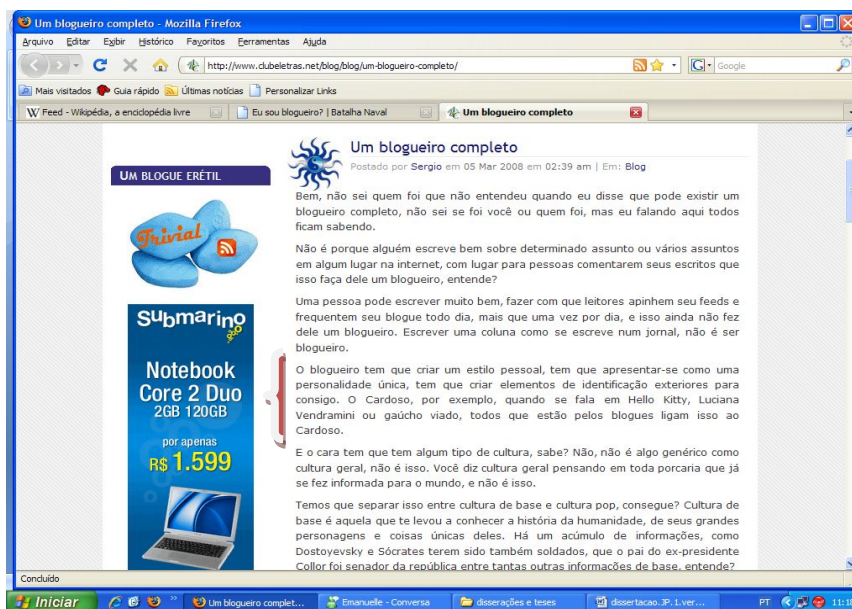 Um blogueiro completo - Mozilla Firefox
Arquivo Editar Exibir Histórico Favoritos Ferramentas Ajuda
http://www.clubeletras.net/blog/blog/um-blogueiro-completo/
Google
Mais visitados Guia rápido Últimas notícias Personalizar Links
Feed - Wikipédia, a enciclopédia livre
Eu sou blogueiro? | Batalha Naval
Um blogueiro completo
Um blogueiro completo
Postado por Sergio em 05 Mar 2008 em 02:39 am | Em: Blog
UM BLOGUE ERÉTIL
Trivial
Submarino
Notebook
Core 2 Duo
2GB 120GB
por apenas
R$ 1.599
Bem, não sei quem foi que não entendeu quando eu disse que pode existir um
blogueiro completo, não sei se foi você ou quem foi, mas eu falando aqui todos
ficam sabendo.
Não é porque alguém escreve bem sobre determinado assunto ou vários assuntos
em algum lugar na internet, com lugar para pessoas comentarem seus escritos que
isso faça dele um blogueiro, entende?
Uma pessoa pode escrever muito bem, fazer com que leitores apinhem seu feeds e
frequentem seu blogue todo dia, mais que uma vez por dia, e isso ainda não fez
dele um blogueiro. Escrever uma coluna como se escreve num jornal, não é ser
blogueiro.
O blogueiro tem que criar um estilo pessoal, tem que apresentar-se como uma
personalidade única, tem que criar elementos de identificação exteriores para
consigo. O Cardoso, por exemplo, quando se fala em Hello Kitty, Luciana
Vendramini ou gaúcho viado, todos que estão pelos blogues ligam isso ao
Cardoso.
E o cara tem que tem algum tipo de cultura, sabe? Não, não é algo genérico como
cultura geral, não é isso. Você diz cultura geral pensando em toda porcaria que já
se fez informada para o mundo, e não é isso.
Temos que separar isso entre cultura de base e cultura pop, consegue? Cultura de
base é aquela que te levou a conhecer a história da humanidade, de seus grandes
personagens e coisas únicas deles. Há um acúmulo de informações, como
Dostoyevsky e Sócrates terem sido também soldados, que o pai do ex-presidente
Collor foi senador da república entre tantas outras informações de base, entende?
Concluído
Iniciar
Um blogueiro complet...
Emanuelle - Conversa
disserações e teses
dissertacao.JP.1.ver...
PT
11:18